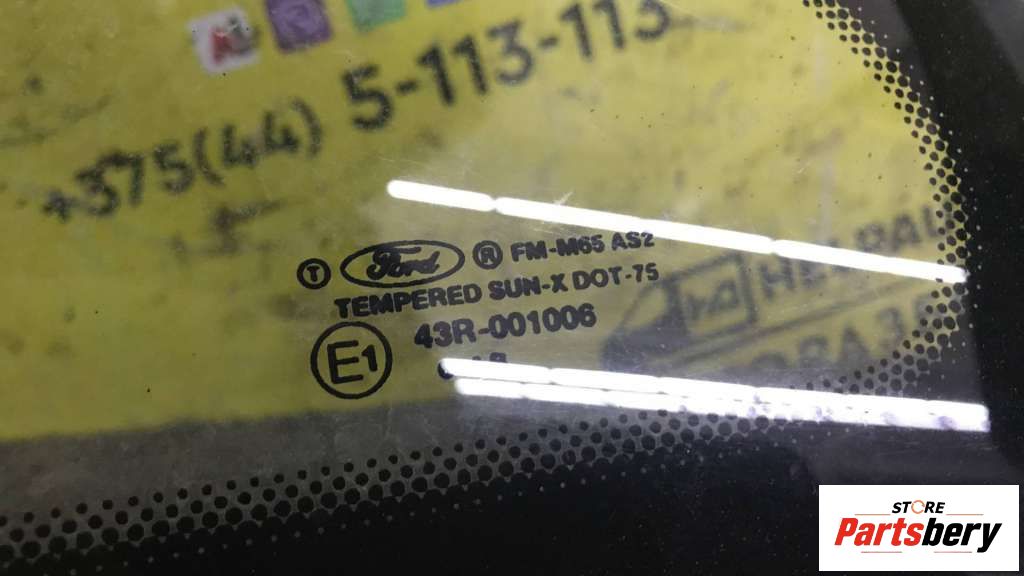 +375(44) 5-113-113
T Ford ® FM-M65 AS2
TEMPERED SUN-X DOT-75
43R-001006
E1
STORE
Partsbery